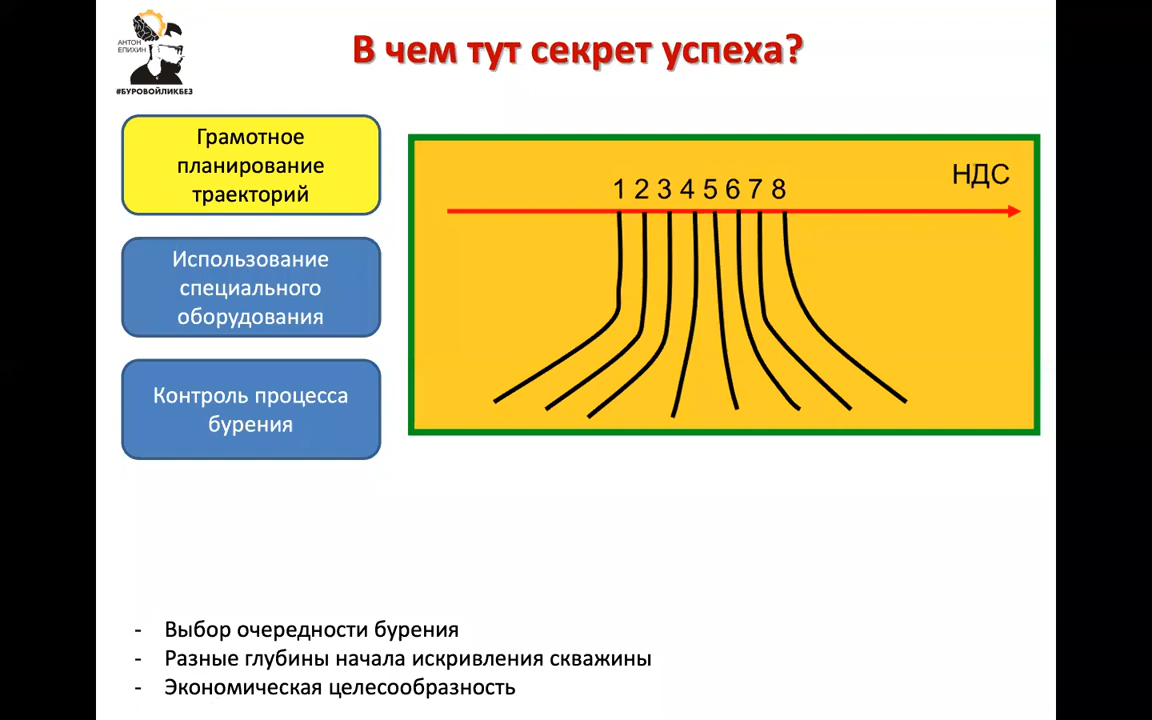 АНТОН
ЕПИХИН
#БУРОВОЙЛИКБЕЗ
В чем тут секрет успеха?
Грамотное
планирование
траекторий
Использование
специального
оборудования
Контроль процесса
бурения
НДС
1 2 3 4 5 6 7 8
- Выбор очередности бурения
- Разные глубины начала искривления скважины
- Экономическая целесообразность